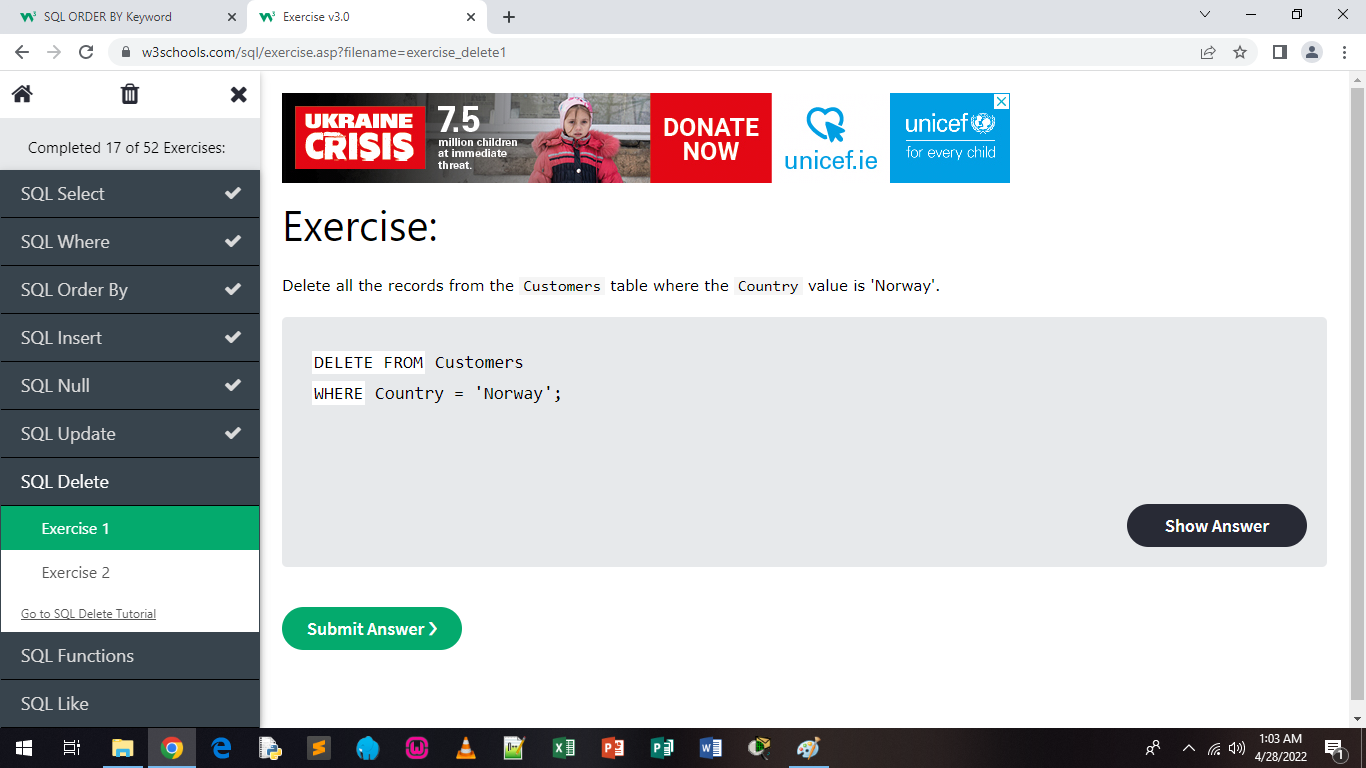 SQL ORDER BY Keyword
Exercise v3.0
w3schools.com/sql/exercise.asp?filename=exercise_delete1
Completed 17 of 52 Exercises:
SQL Select
SQL Where
SQL Order By
SQL Insert
SQL Null
SQL Update
SQL Delete
Exercise 1
Exercise 2
Go to SQL Delete Tutorial
SQL Functions
SQL Like
UKRAINE
CRISIS
7.5
million children
at immediate
threat.
DONATE
NOW
unicef.ie
unicef
for every child
Exercise:
Delete all the records from the Customers table where the Country value is 'Norway'.
DELETE FROM Customers
WHERE Country = 'Norway';
Show Answer
Submit Answer ❯
1:03 AM
4/28/2022
1